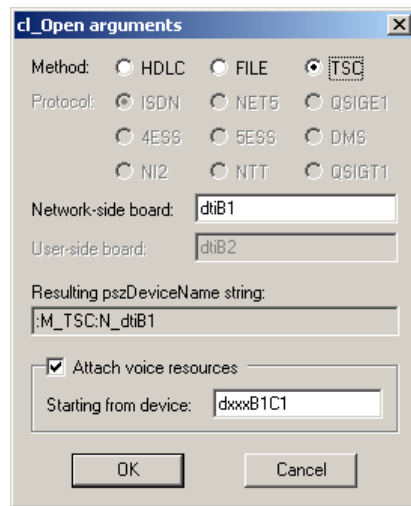 cl_Open arguments
Method: HDLC FILE TSC
Protocol: ISDN NET5 QSIGE1
4ESS 5ESS DMS
NI2 NTT QSIGT1
Network-side board: dtiB1
User-side board: dtiB2
Resulting pszDeviceName string:
:M_TSC:N_dtiB1
Attach voice resources
Starting from device: dxxxB1C1
OK Cancel